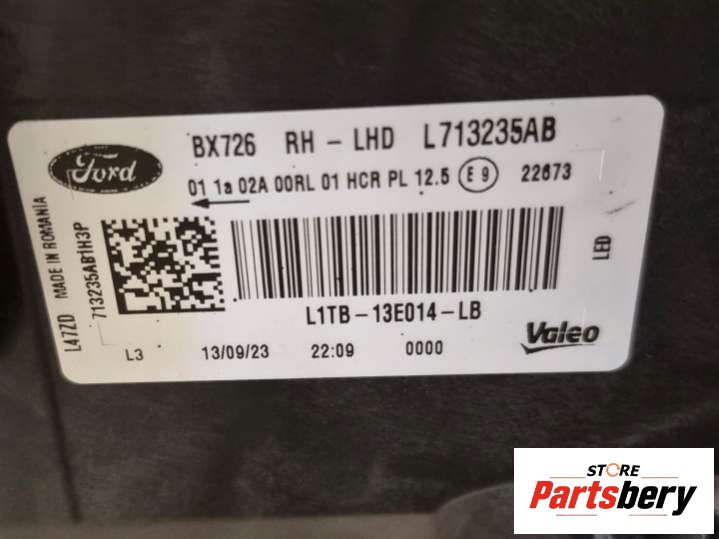 Ford
BX726 RH - LHD L713235AB
01 1a 02A 00RL 01 HCR PL 12.5 E9 22673
L47ZD MADE IN ROMANIA
713235AB1H3P
LED
L1TB-13E014-LB
Valeo
L3 13/09/23 22:09 0000
STORE
Partsbery